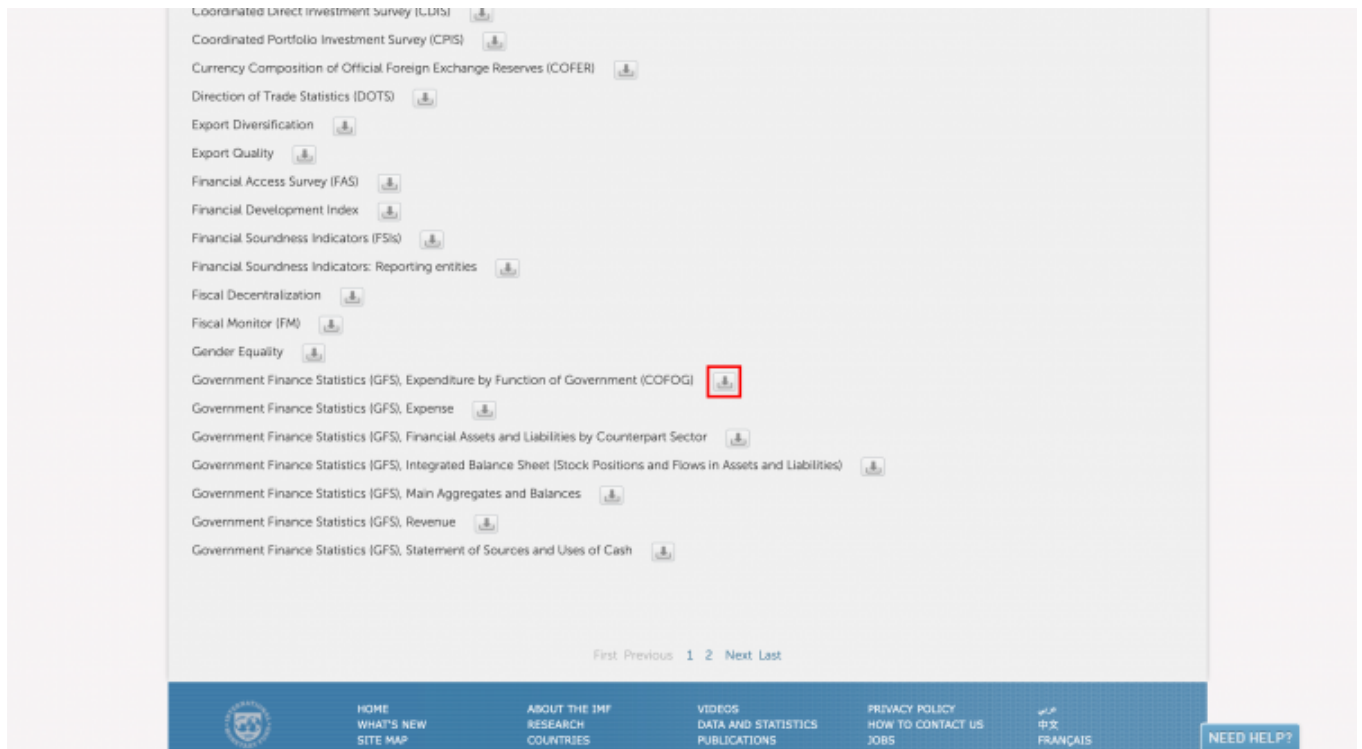 Coordinated Direct Investment Survey (CDIS)
Coordinated Portfolio Investment Survey (CPIS)
Currency Composition of Official Foreign Exchange Reserves (COFER)
Direction of Trade Statistics (DOTS)
Export Diversification
Export Quality
Financial Access Survey (FAS)
Financial Development Index
Financial Soundness Indicators (FSIs)
Financial Soundness Indicators: Reporting entities
Fiscal Decentralization
Fiscal Monitor (FM)
Gender Equality
Government Finance Statistics (GFS), Expenditure by Function of Government (COFOG)
Government Finance Statistics (GFS), Expense
Government Finance Statistics (GFS), Financial Assets and Liabilities by Counterpart Sector
Government Finance Statistics (GFS), Integrated Balance Sheet (Stock Positions and Flows in Assets and Liabilities)
Government Finance Statistics (GFS), Main Aggregates and Balances
Government Finance Statistics (GFS), Revenue
Government Finance Statistics (GFS), Statement of Sources and Uses of Cash
First Previous 1 2 Next Last
HOME ABOUT THE IMF VIDEOS PRIVACY POLICY عربي
WHAT'S NEW RESEARCH DATA AND STATISTICS HOW TO CONTACT US 中文
SITE MAP COUNTRIES PUBLICATIONS JOBS FRANÇAIS
NEED HELP?